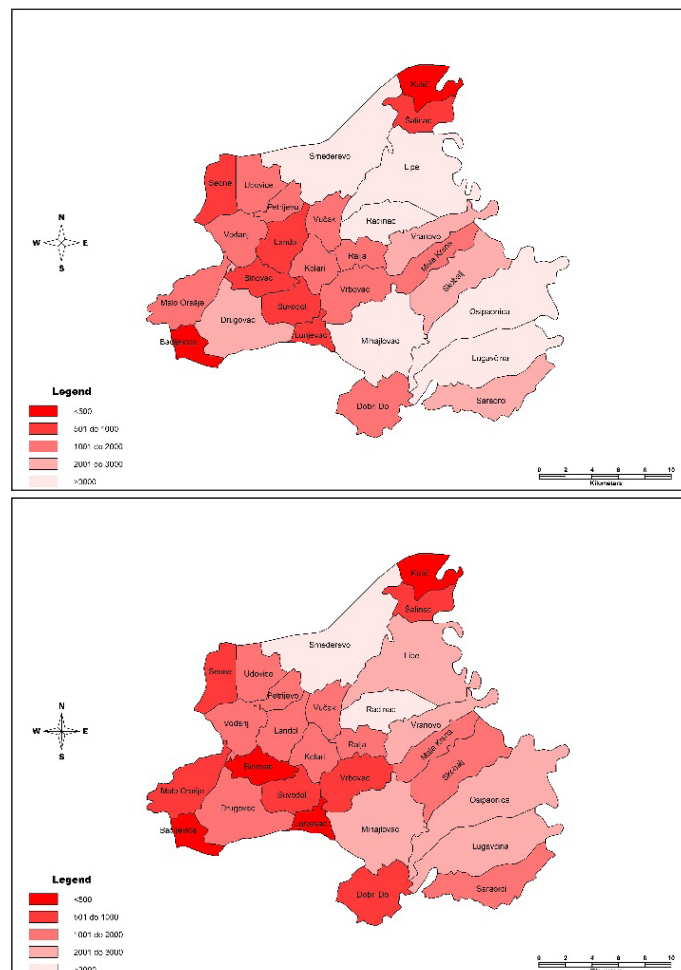 Kulič
Šalinac
Smederevo
Lipe
Seone
Udovice
Petrijevo
Vučak
Radinac
Vranovo
Vodanj
Landol
Mala Krsna
Kolari
Ralja
Skobalj
Binovac
Vrbovac
Malo Orašje
Suvodol
Osipaonica
Drugovac
Mihajlovac
Badljevica
Lunjevac
Lugavčina
Saraorci
Dobri Do
N
W E
S
Legend
<500
501 do 1000
1001 do 2000
2001 do 3000
>3000
0 2 4 6 8 10
Kilometers
Kulič
Šalinac
Smederevo
Lipe
Seone
Udovice
Petrijevo
Vučak
Radinac
Vranovo
Vodanj
Landol
Mala Krsna
Kolari
Ralja
Skobalj
Binovac
Vrbovac
Malo Orašje
Suvodol
Osipaonica
Drugovac
Mihajlovac
Badljevica
Lunjevac
Lugavčina
Saraorci
Dobri Do
N
W E
S
Legend
<500
501 do 1000
1001 do 2000
2001 do 3000
>3000
0 2 4 6 8 10
Kilometers